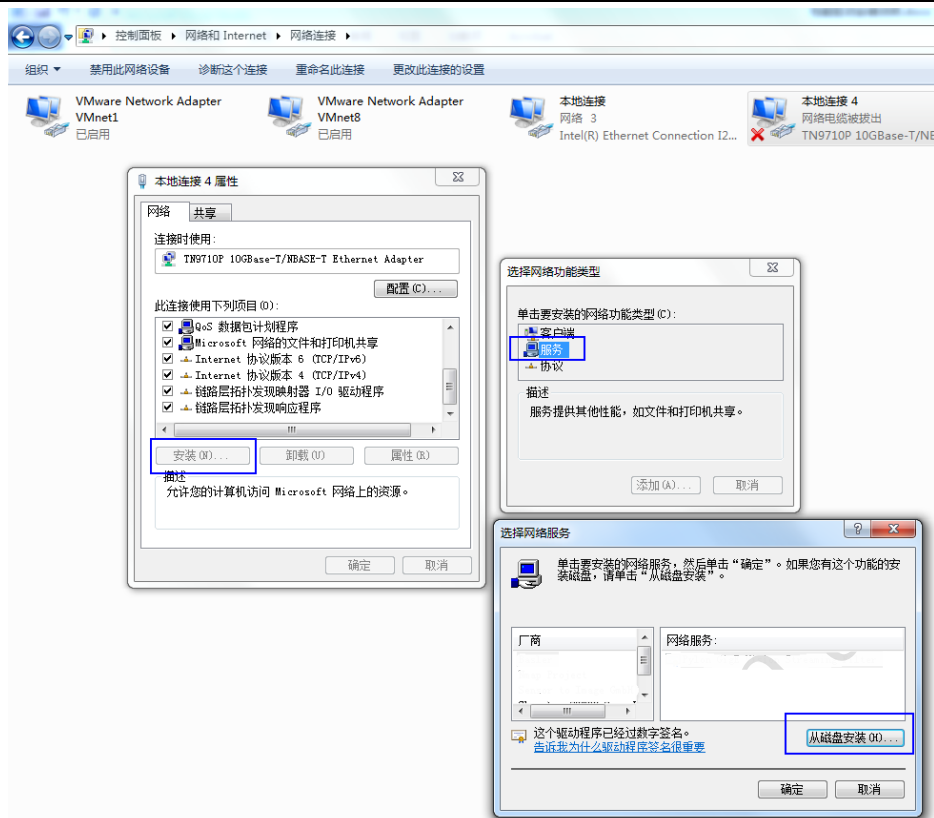 控制面板 网络和 Internet 网络连接
组织 禁用此网络设备 诊断这个连接 重命名此连接 更改此连接的设置
VMware Network Adapter
VMnet1
已启用
VMware Network Adapter
VMnet8
已启用
本地连接
网络 3
Intel(R) Ethernet Connection I2...
本地连接 4
网络电缆被拔出
TN9710P 10GBase-T/NB
本地连接 4 属性
网络 共享
连接时使用:
TN9710P 10GBase-T/NBASE-T Ethernet Adapter
配置(C)...
此连接使用下列项目(O):
QoS 数据包计划程序
Microsoft 网络的文件和打印机共享
Internet 协议版本 6 (TCP/IPv6)
Internet 协议版本 4 (TCP/IPv4)
链路层拓扑发现映射器 I/O 驱动程序
链路层拓扑发现响应程序
安装(N)... 卸载(U) 属性(R)
描述
允许您的计算机访问 Microsoft 网络上的资源。
确定 取消
选择网络功能类型
单击要安装的网络功能类型(C):
客户端
服务
协议
描述
服务提供其他性能，如文件和打印机共享。
添加(A)... 取消
选择网络服务
单击要安装的网络服务，然后单击“确定”。如果您有这个功能的安
装磁盘，请单击“从磁盘安装”。
厂商 网络服务:
这个驱动程序已经过数字签名。
告诉我为什么驱动程序签名很重要
从磁盘安装(H)...
确定 取消